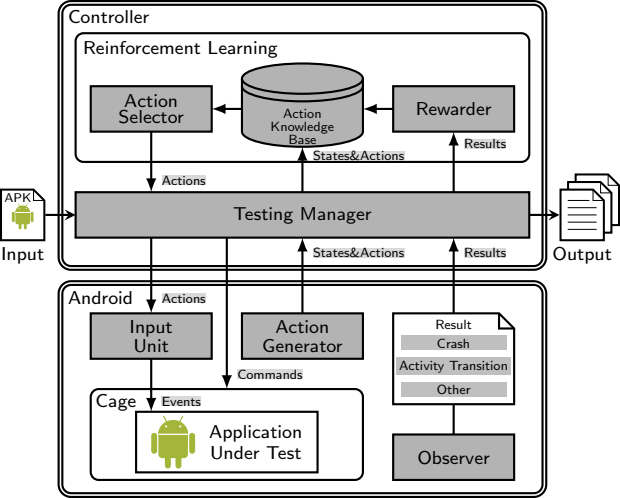 Controller
Reinforcement Learning
Action
Selector
Action
Knowledge
Base
Rewarder
States&Actions
Results
Actions
APK
Input
Testing Manager
Output
States&Actions
Results
Android
Actions
Input
Unit
Action
Generator
Result
Crash
Activity Transition
Other
Commands
Cage
Events
Application
Under Test
Observer